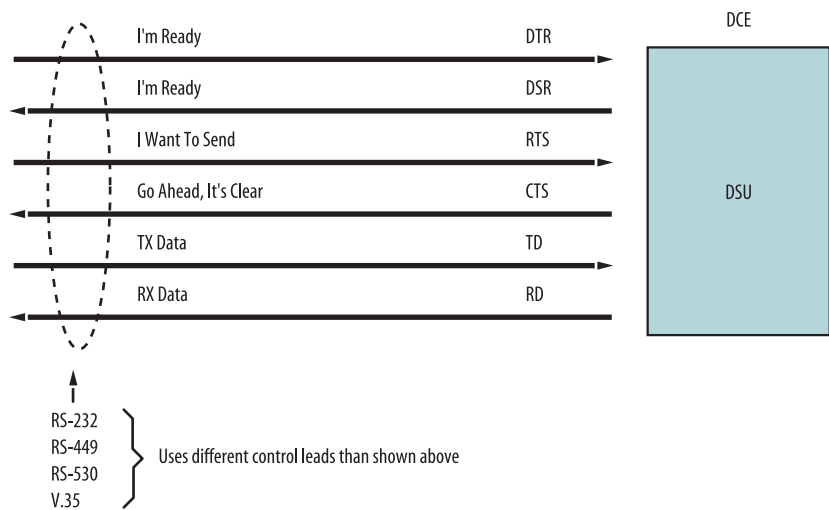 DCE
I'm Ready DTR
I'm Ready DSR
I Want To Send RTS
Go Ahead, It's Clear CTS
DSU
TX Data TD
RX Data RD
RS-232
RS-449
RS-530
V.35
Uses different control leads than shown above